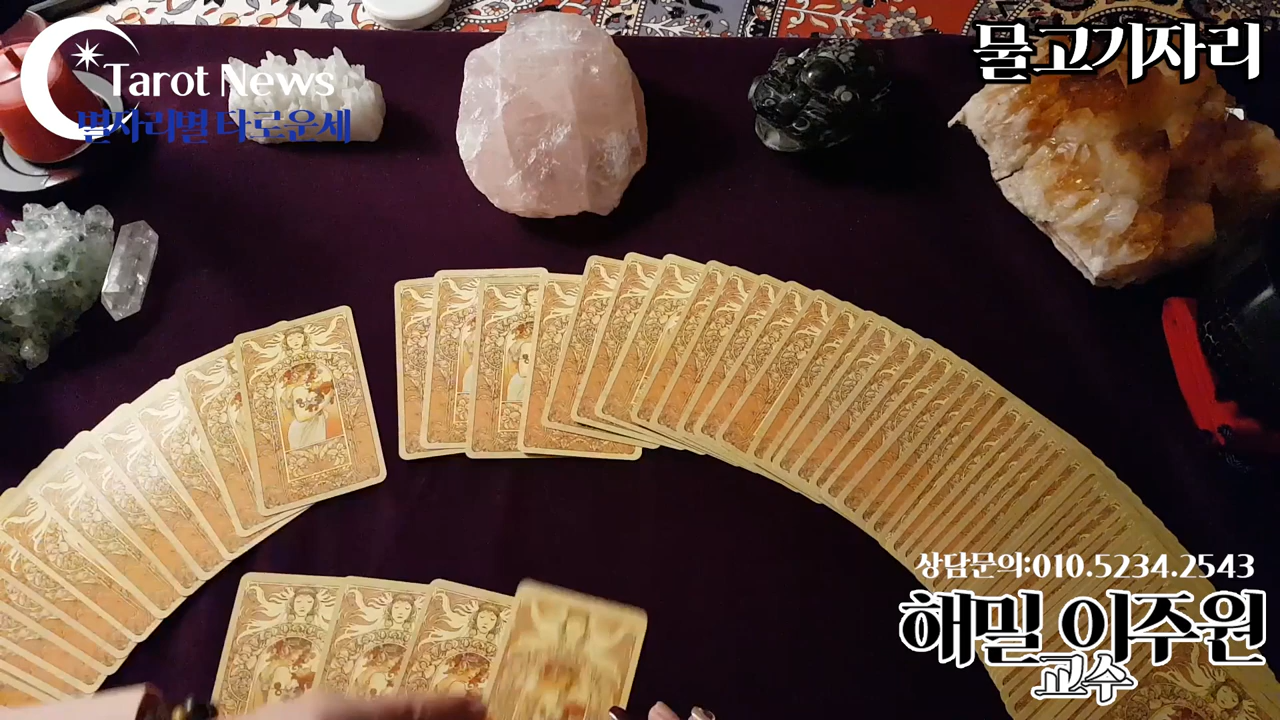 Tarot News
별자리별 타로운세
물고기자리
상담문의:010.5234.2543
해밀 이주원
교수